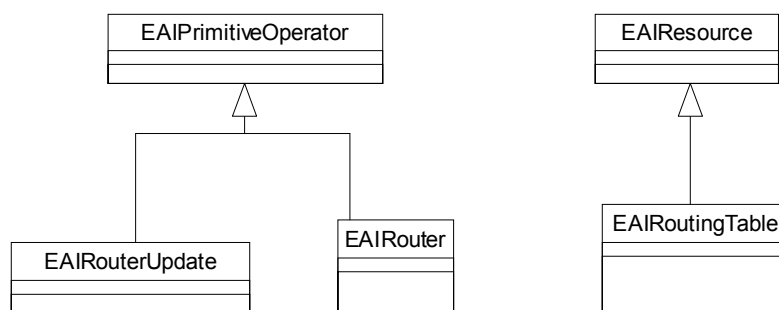 EAIPrimitiveOperator
EAIResource
EAIRoutingTable
EAIRouter
EAIRouterUpdate